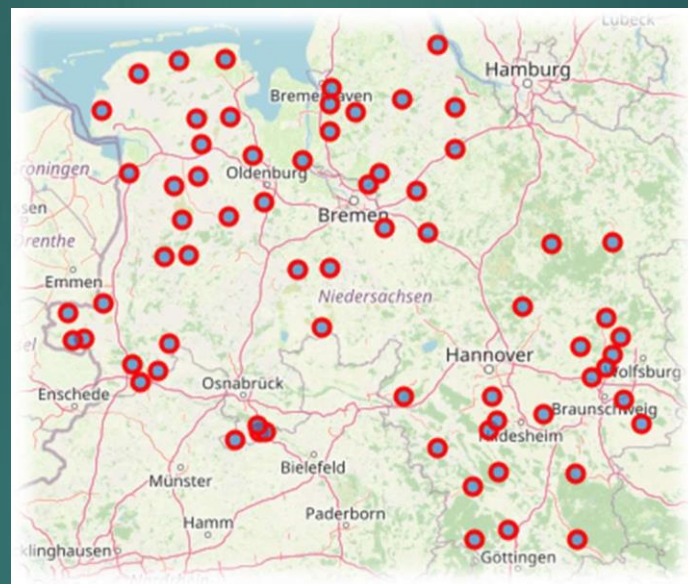 Lübeck
Hamburg
Bremerhaven
roningen
Oldenburg
sen
Bremen
Drenthe
Emmen
Niedersachsen
el
Hannover
Wolfsburg
Osnabrück
Enschede
Braunschweig
Hildesheim
Bielefeld
Münster
Paderborn
Hamm
klinghausen
Göttingen